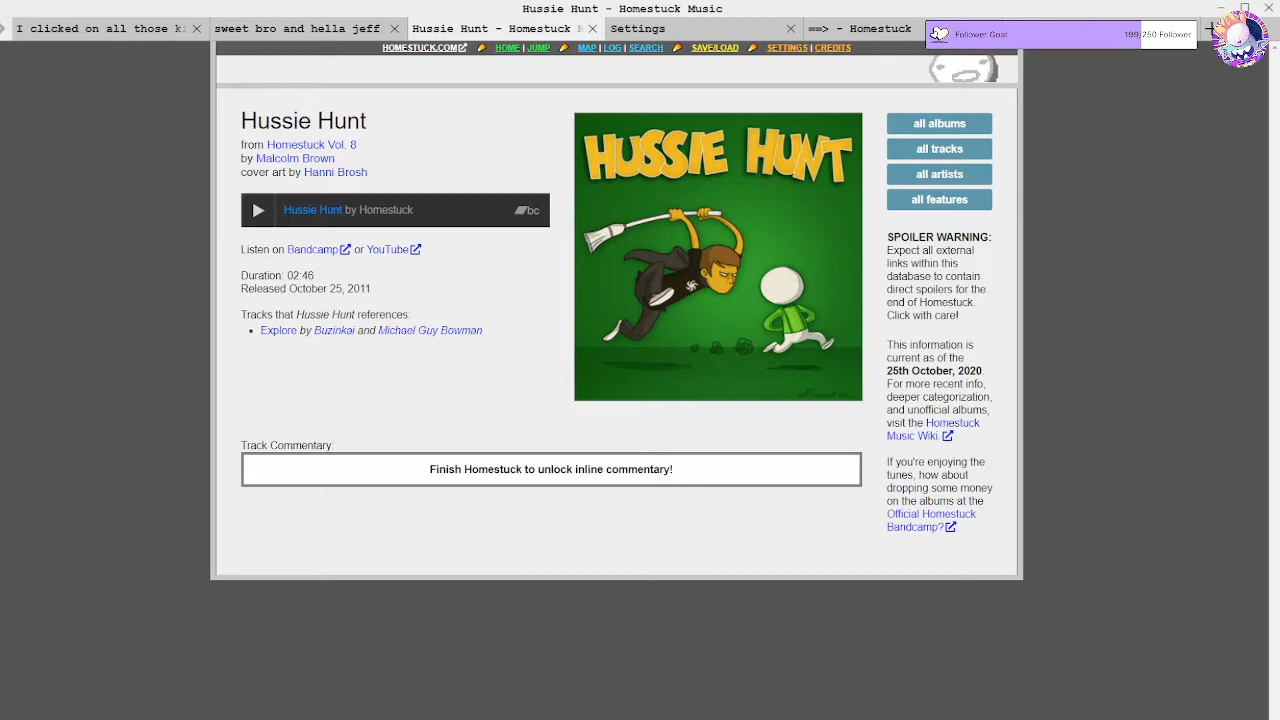 Hussie Hunt - Homestuck Music
I clicked on all those k
sweet bro and hella jeff
Hussie Hunt - Homestuck M
Settings
==> - Homestuck
Follower Goal
199/250 Follower
HOMESTUCK.COM
HOME | JUMP
MAP | LOG | SEARCH
SAVE/LOAD
SETTINGS | CREDITS
Hussie Hunt
from Homestuck Vol. 8
by Malcolm Brown
cover art by Hanni Brosh
Hussie Hunt by Homestuck
bc
Listen on Bandcamp or YouTube
Duration: 02:46
Released October 25, 2011
Tracks that Hussie Hunt references:
• Explore by Buzinkai and Michael Guy Bowman
HUSSIE HUNT
Track Commentary:
Finish Homestuck to unlock inline commentary!
all albums
all tracks
all artists
all features
SPOILER WARNING:
Expect all external
links within this
database to contain
direct spoilers for the
end of Homestuck.
Click with care!
This information is
current as of the
25th October, 2020.
For more recent info,
deeper categorization,
and unofficial albums,
visit the Homestuck
Music Wiki.
If you're enjoying the
tunes, how about
dropping some money
on the albums at the
Official Homestuck
Bandcamp?